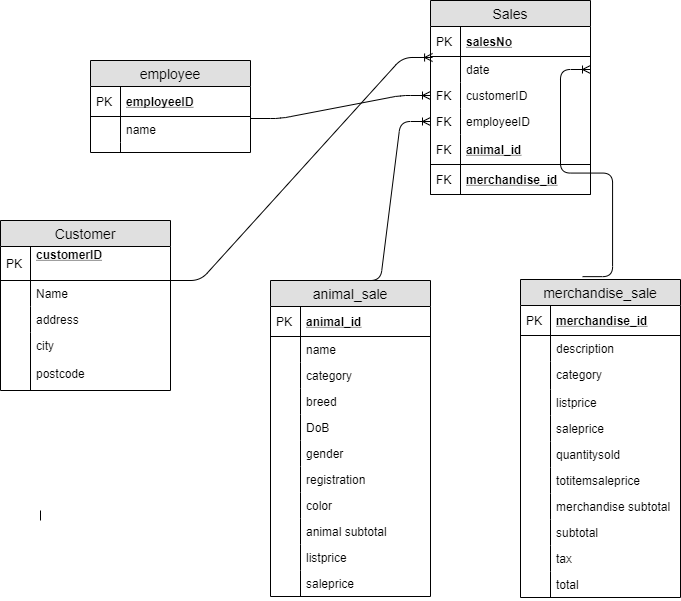 Sales
PK salesNo
date
FK customerID
FK employeeID
FK animal_id
FK merchandise_id
employee
PK employeeID
name
Customer
PK customerID
Name
address
city
postcode
animal_sale
PK animal_id
name
category
breed
DoB
gender
registration
color
animal subtotal
listprice
saleprice
merchandise_sale
PK merchandise_id
description
category
listprice
saleprice
quantitysold
totitemsaleprice
merchandise subtotal
subtotal
tax
total